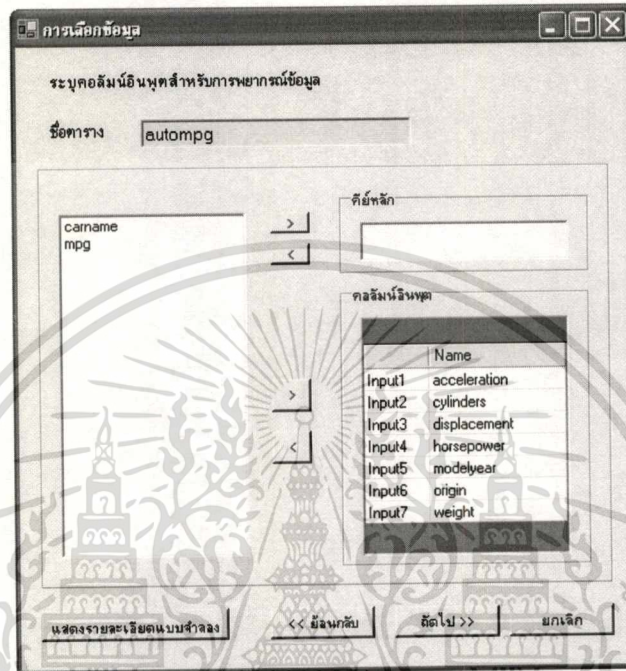 การเลือกข้อมูล
ระบุคอลัมน์อินพุตสำหรับการพยากรณ์ข้อมูล
ชื่อตาราง autompg
carname
mpg
>
<
คีย์หลัก
คอลัมน์อินพุต
Name
Input1 acceleration
Input2 cylinders
Input3 displacement
Input4 horsepower
Input5 modelyear
Input6 origin
Input7 weight
>
<
แสดงรายละเอียดแบบจำลอง << ย้อนกลับ ถัดไป >> ยกเลิก